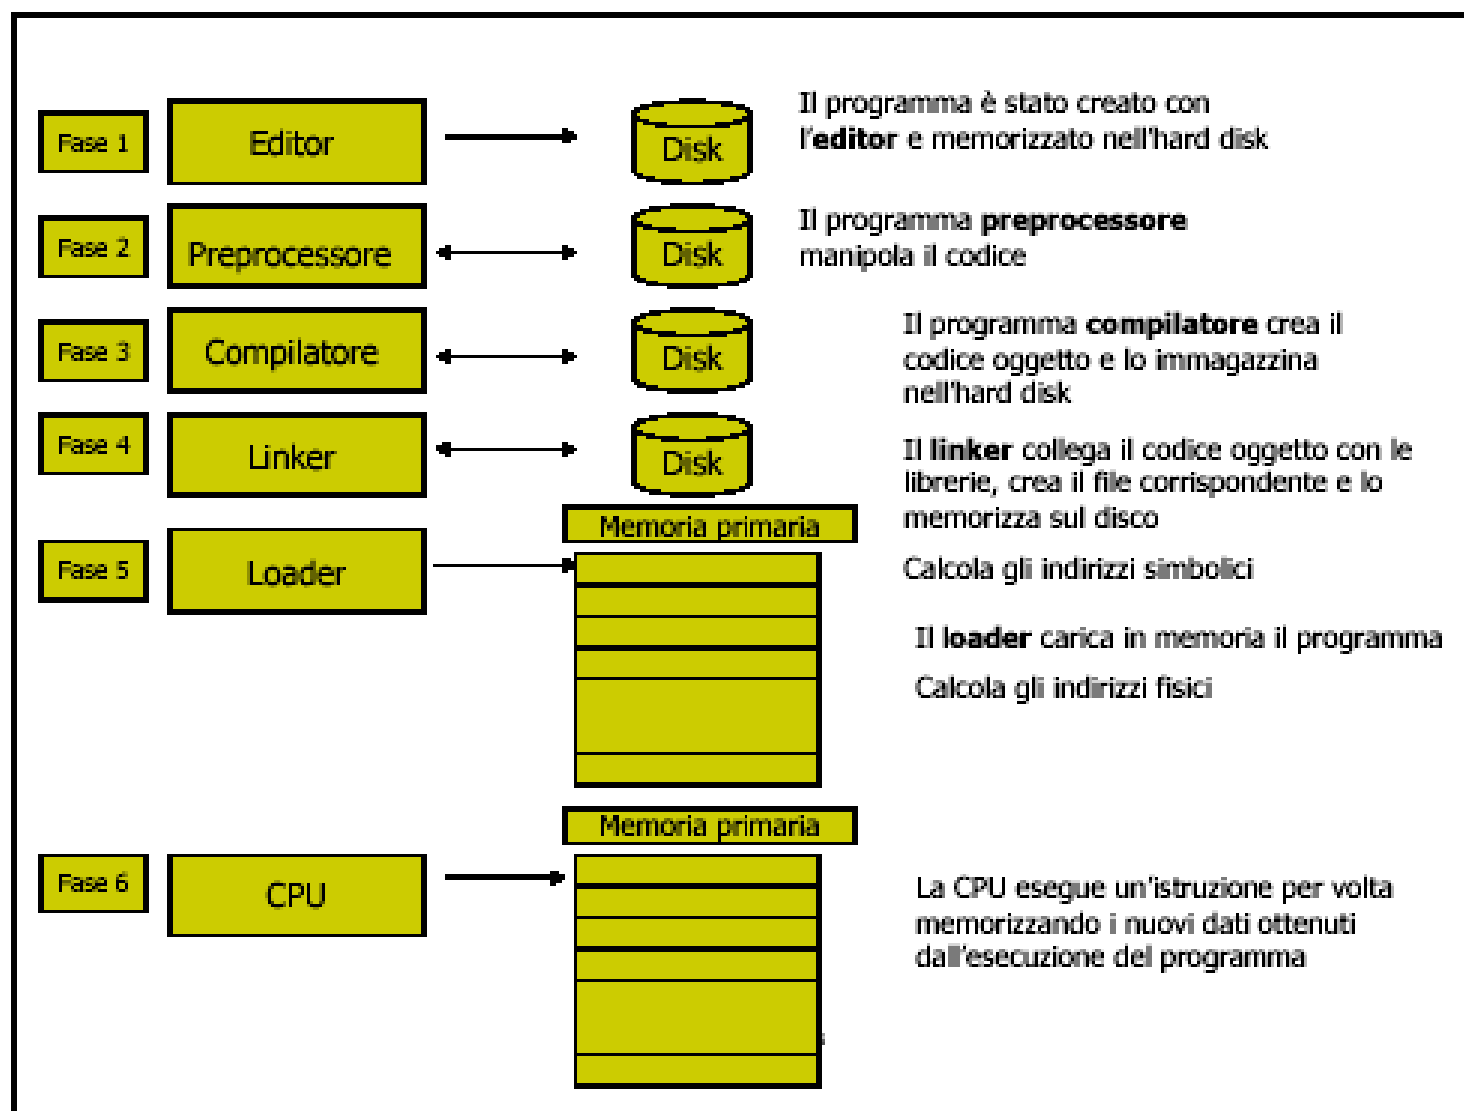 Fase 1
Editor
Disk
Il programma è stato creato con
l'editor e memorizzato nell'hard disk
Fase 2
Preprocessore
Disk
Il programma preprocessore
manipola il codice
Fase 3
Compilatore
Disk
Il programma compilatore crea il
codice oggetto e lo immagazzina
nell'hard disk
Fase 4
Linker
Disk
Il linker collega il codice oggetto con le
librerie, crea il file corrispondente e lo
memorizza sul disco
Memoria primaria
Fase 5
Loader
Calcola gli indirizzi simbolici
Il loader carica in memoria il programma
Calcola gli indirizzi fisici
Memoria primaria
Fase 6
CPU
La CPU esegue un'istruzione per volta
memorizzando i nuovi dati ottenuti
dall'esecuzione del programma